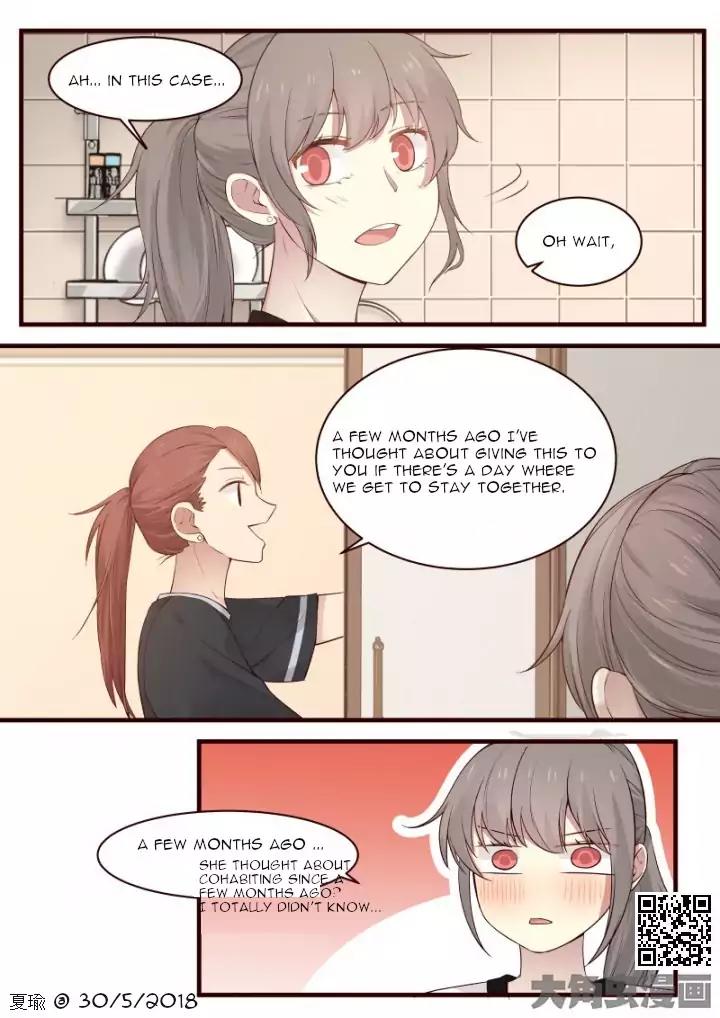 AH... IN THIS CASE...
OH WAIT,
A FEW MONTHS AGO I'VE
THOUGHT ABOUT GIVING THIS TO
YOU IF THERE'S A DAY WHERE
WE GET TO STAY TOGETHER.
A FEW MONTHS AGO ...
SHE THOUGHT ABOUT
COHABITING SINCE A
FEW MONTHS AGO?
I TOTALLY DIDN'T KNOW...
大角虫漫画
夏瑜 @ 30/5/2018